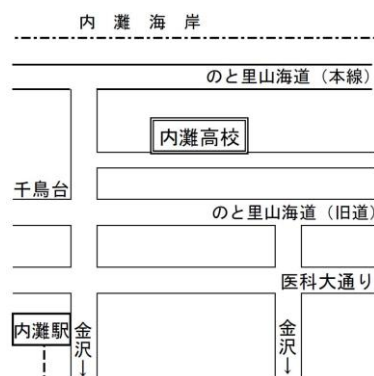 内灘海岸
のと里山海道（本線）
内灘高校
千鳥台
のと里山海道（旧道）
医科大通り
内灘駅
金沢↓
金沢↓